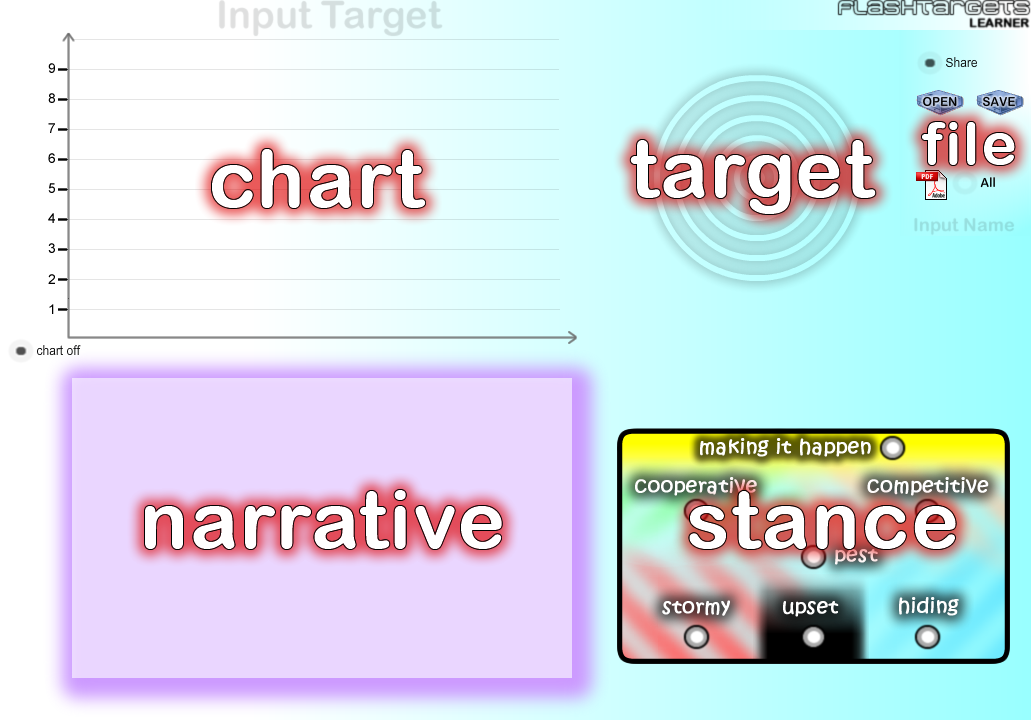 Input Target
FLASHTARGETS
LEARNER
Share
OPEN SAVE
file
PDF
Adobe
All
Input Name
9
8
7
6
5
4
3
2
1
chart
target
chart off
narrative
making it happen
cooperative competitive
stance
pest
stormy upset hiding